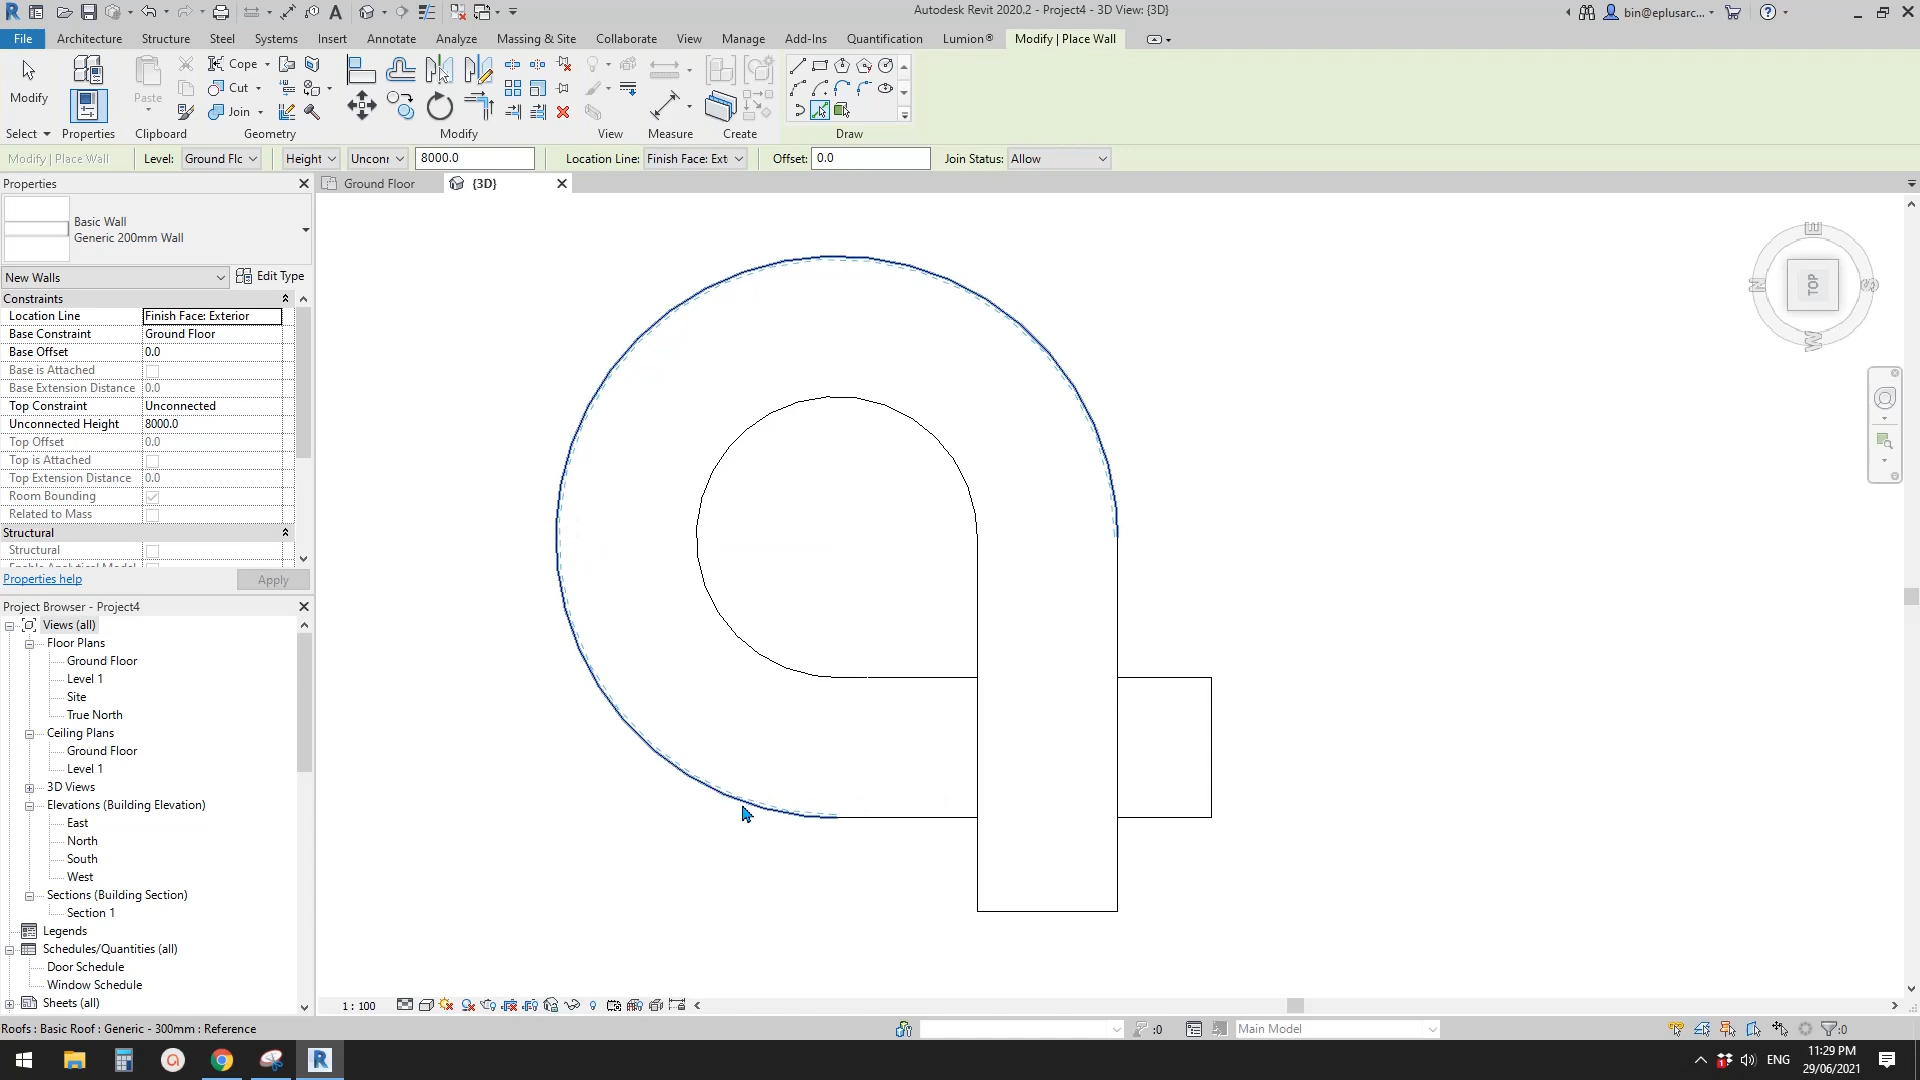 Autodesk Revit 2020.2 - Project4 - 3D View: {3D}
bin@eplusarc...
File Architecture Structure Steel Systems Insert Annotate Analyze Massing & Site Collaborate View Manage Add-Ins Quantification Lumion® Modify | Place Wall
Modify
Paste
Cope
Cut
Join
Select Properties Clipboard Geometry Modify View Measure Create Draw
Modify | Place Wall Level: Ground Flc Height Unconr 8000.0 Location Line: Finish Face: Ext Offset: 0.0 Join Status: Allow
Properties
Ground Floor
{3D}
Basic Wall
Generic 200mm Wall
New Walls
Edit Type
Constraints
Location Line Finish Face: Exterior
Base Constraint Ground Floor
Base Offset 0.0
Base is Attached
Base Extension Distance 0.0
Top Constraint Unconnected
Unconnected Height 8000.0
Top Offset 0.0
Top is Attached
Top Extension Distance 0.0
Room Bounding
Related to Mass
Structural
Structural
Enable Analytical Model
Properties help
Apply
TOP
N
E
S
W
Project Browser - Project4
Views (all)
Floor Plans
Ground Floor
Level 1
Site
True North
Ceiling Plans
Ground Floor
Level 1
3D Views
Elevations (Building Elevation)
East
North
South
West
Sections (Building Section)
Section 1
Legends
Schedules/Quantities (all)
Door Schedule
Window Schedule
Sheets (all)
1 : 100
Roofs : Basic Roof : Generic - 300mm : Reference
:0
Main Model
:0
ENG
11:29 PM
29/06/2021